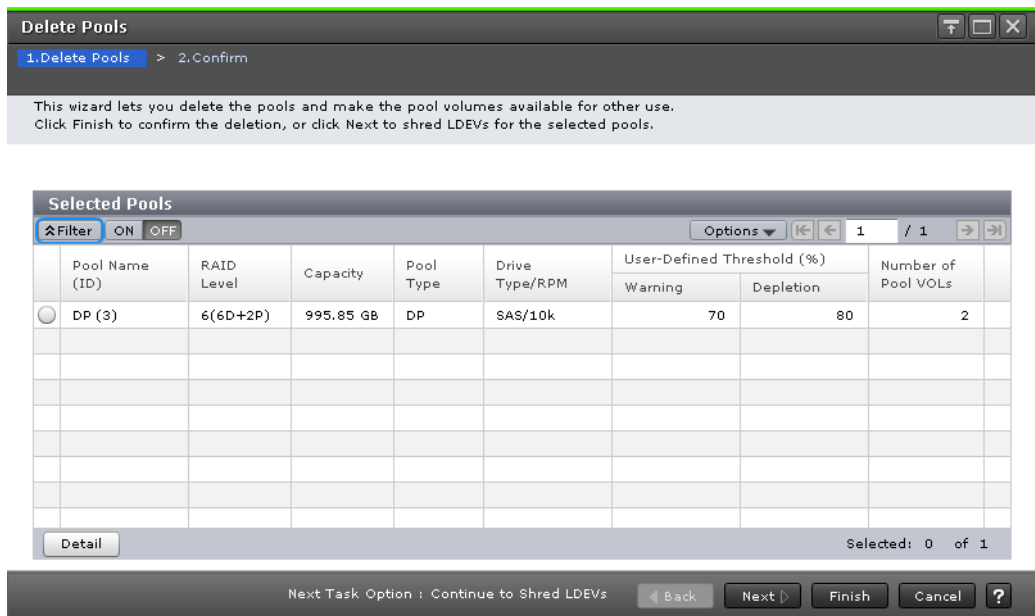 Delete Pools
1.Delete Pools > 2.Confirm
This wizard lets you delete the pools and make the pool volumes available for other use.
Click Finish to confirm the deletion, or click Next to shred LDEVs for the selected pools.
Selected Pools
Filter ON OFF Options 1 / 1
Pool Name (ID) RAID Level Capacity Pool Type Drive Type/RPM User-Defined Threshold (%) Number of Pool VOLs
Warning Depletion
DP (3) 6(6D+2P) 995.85 GB DP SAS/10k 70 80 2
Detail Selected: 0 of 1
Next Task Option : Continue to Shred LDEVs Back Next Finish Cancel ?